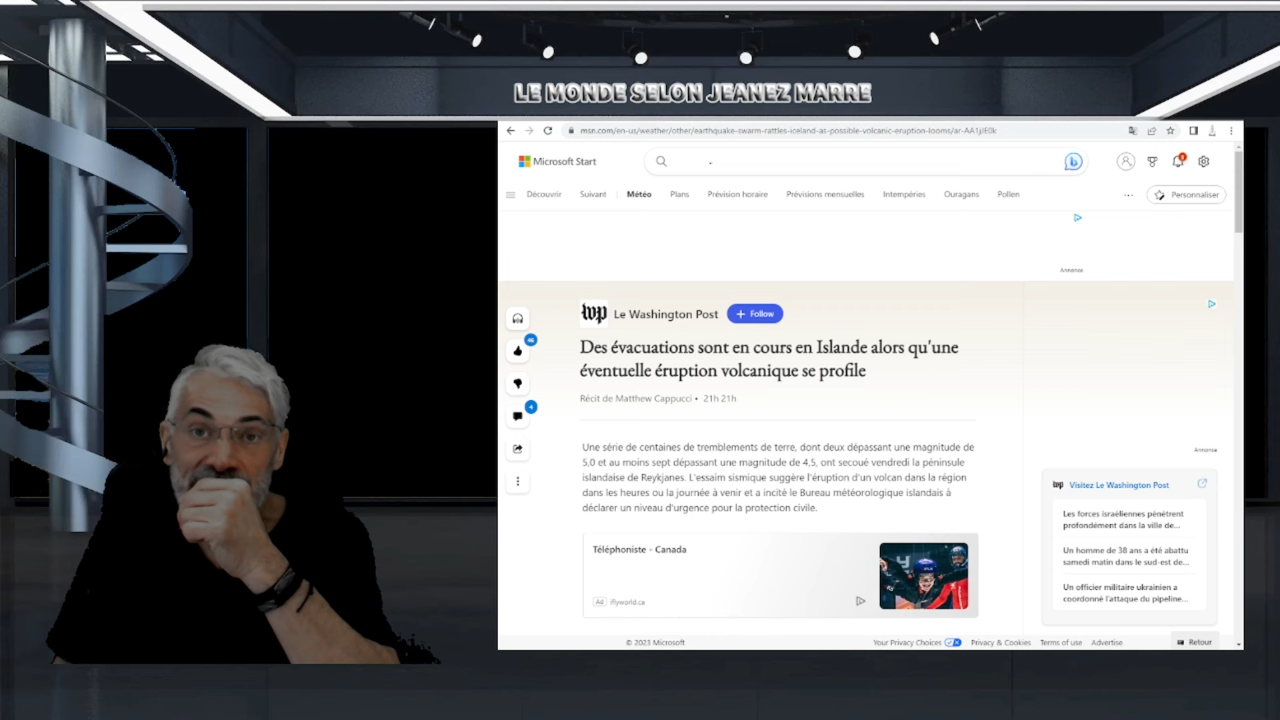 LE MONDE SELON JEANEZ MARRE
msn.com/en-us/weather/other/earthquake-swarm-rattles-iceland-as-possible-volcanic-eruption-looms/ar-AA1jJE0k
Microsoft Start
Découvrir Suivant Météo Plans Prévision horaire Prévisions mensuelles Intempéries Ouragans Pollen ... Personnaliser
Annonce
wp Le Washington Post + Follow
Des évacuations sont en cours en Islande alors qu'une
éventuelle éruption volcanique se profile
Récit de Matthew Cappucci • 21h 21h
Une série de centaines de tremblements de terre, dont deux dépassant une magnitude de
5,0 et au moins sept dépassant une magnitude de 4,5, ont secoué vendredi la péninsule
islandaise de Reykjanes. L'essaim sismique suggère l'éruption d'un volcan dans la région
dans les heures ou la journée à venir et a incité le Bureau météorologique islandais à
déclarer un niveau d'urgence pour la protection civile.
Téléphoniste - Canada
Ad iflyworld.ca
Annonce
wp Visitez Le Washington Post
Les forces israéliennes pénètrent
profondément dans la ville de...
Un homme de 38 ans a été abattu
samedi matin dans le sud-est de...
Un officier militaire ukrainien a
coordonné l'attaque du pipeline...
© 2023 Microsoft Your Privacy Choices Privacy & Cookies Terms of use Advertise Retour